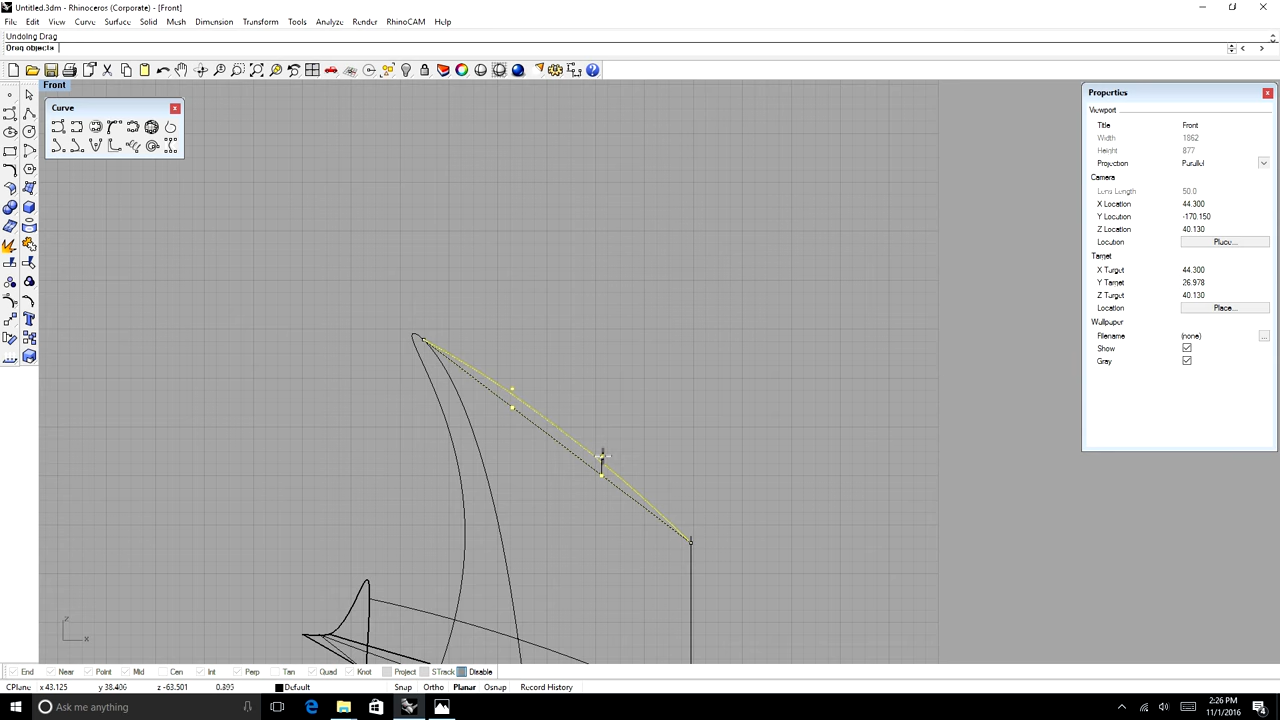 Untitled.3dm - Rhinoceros (Corporate) - [Front]
File Edit View Curve Surface Solid Mesh Dimension Transform Tools Analyze Render RhinoCAM Help
Undoing Drag
Drag objects
Front
Curve
Properties
Viewport
Title Front
Width 1862
Height 877
Projection Parallel
Camera
Lens Length 50.0
X Location 44.300
Y Location -170.150
Z Location 40.130
Location Place...
Target
X Target 44.300
Y Target 26.978
Z Target 40.130
Location Place...
Wallpaper
Filename (none) ...
Show
Gray
z
x
End Near Point Mid Cen Int Perp Tan Quad Knot Project STrack Disable
CPlane x 43.125 y 38.406 z -63.501 0.395 Default Snap Ortho Planar Osnap Record History
Ask me anything
2:26 PM
11/1/2016